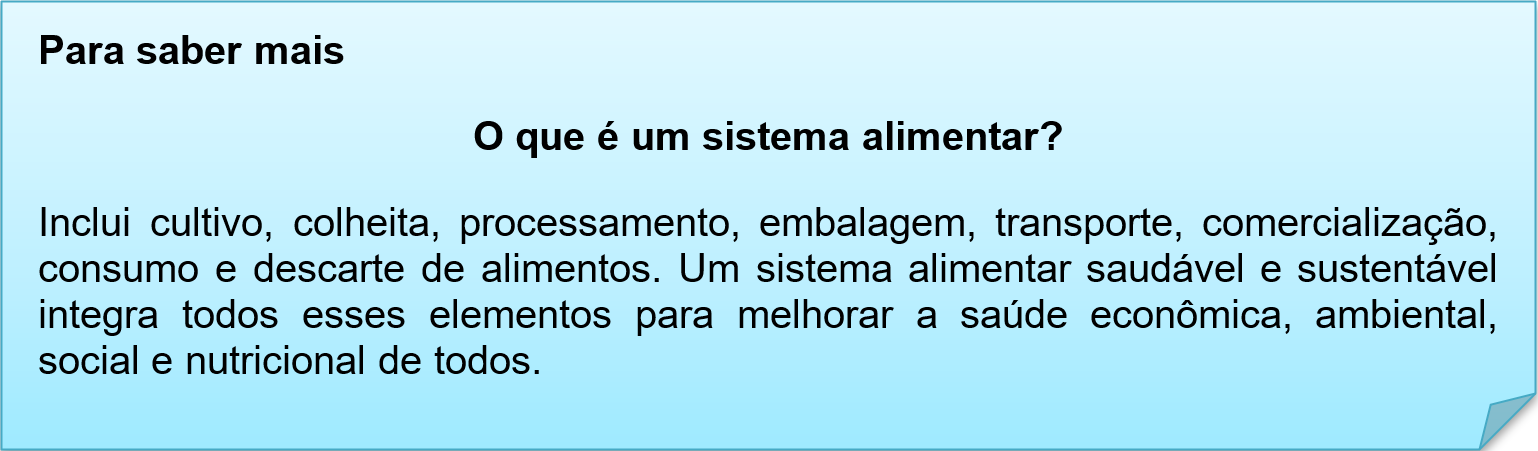 Para saber mais
O que é um sistema alimentar?
Inclui cultivo, colheita, processamento, embalagem, transporte, comercialização,
consumo e descarte de alimentos. Um sistema alimentar saudável e sustentável
integra todos esses elementos para melhorar a saúde econômica, ambiental,
social e nutricional de todos.